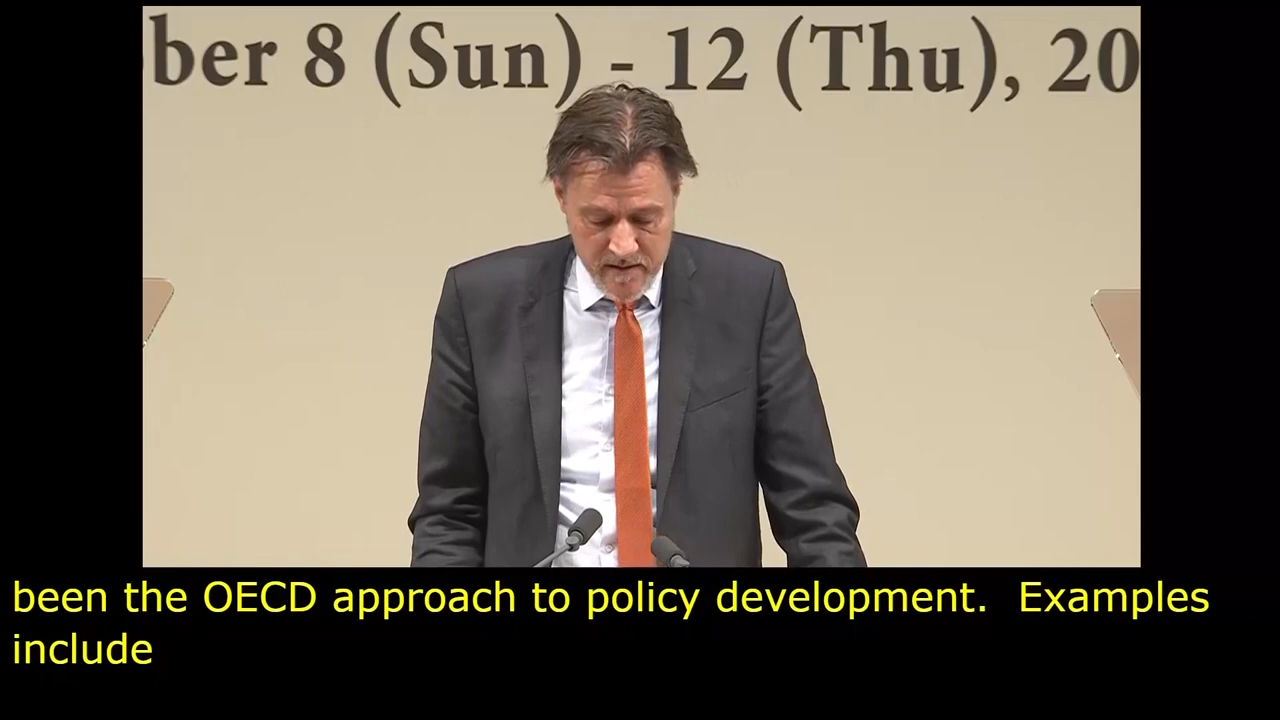 ber 8 (Sun) - 12 (Thu), 20
been the OECD approach to policy development.  Examples
include